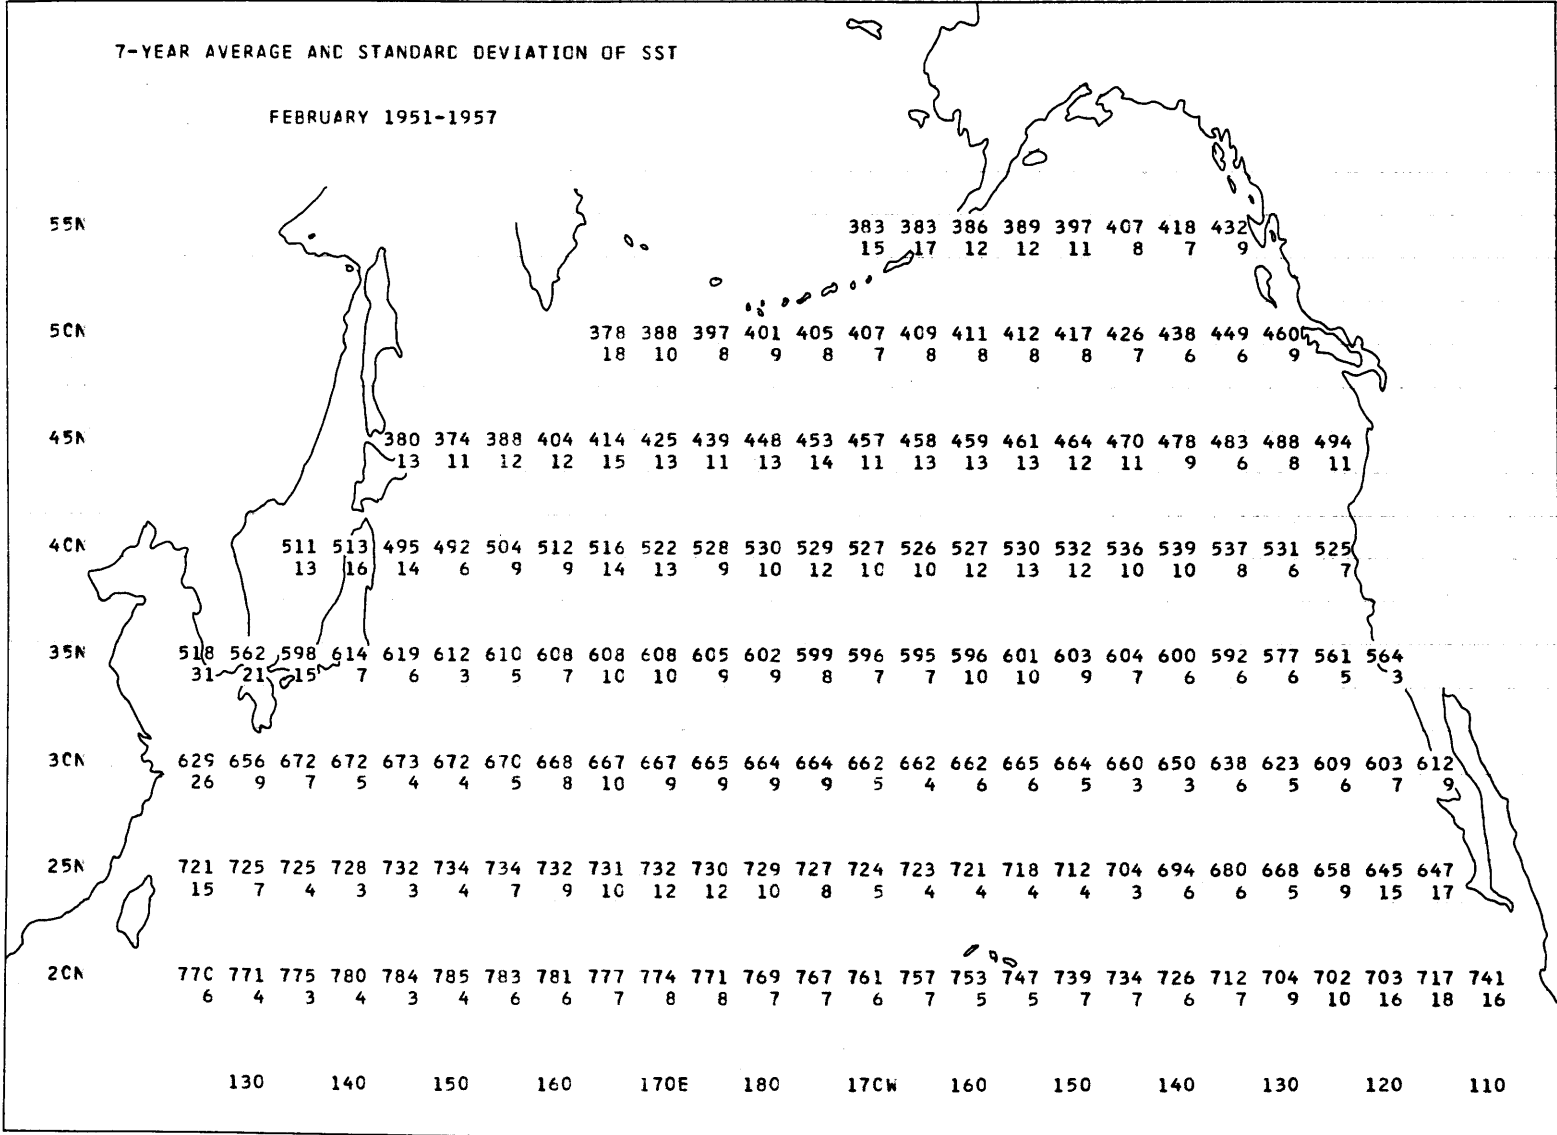 7-YEAR AVERAGE ANC STANDARC DEVIATICN OF SST
FEBRUARY 1951-1957
55N 383 383 386 389 397 407 418 432
15 17 12 12 11 8 7 9
5CN 378 388 397 401 405 407 409 411 412 417 426 438 449 460
18 10 8 9 8 7 8 8 8 8 7 6 6 9
45N 380 374 388 404 414 425 439 448 453 457 458 459 461 464 470 478 483 488 494
13 11 12 12 15 13 11 13 14 11 13 13 13 12 11 9 6 8 11
4CN 511 513 495 492 504 512 516 522 528 530 529 527 526 527 530 532 536 539 537 531 525
13 16 14 6 9 9 14 13 9 10 12 1C 10 12 13 12 10 10 8 6 7
35N 518 562 598 614 619 612 610 608 608 608 605 602 599 596 595 596 601 603 604 600 592 577 561 564
31 21 15 7 6 3 5 7 1C 10 9 9 8 7 7 10 10 9 7 6 6 6 5 3
3CN 629 656 672 672 673 672 67C 668 667 667 665 664 664 662 662 662 665 664 660 650 638 623 609 603 612
26 9 7 5 4 4 5 8 10 9 9 9 9 5 4 6 6 5 3 3 6 5 6 7 9
25N 721 725 725 728 732 734 734 732 731 732 730 729 727 724 723 721 718 712 704 694 680 668 658 645 647
15 7 4 3 3 4 7 9 1C 12 12 10 8 5 4 4 4 4 3 6 6 5 9 15 17
2CN 77C 771 775 780 784 785 783 781 777 774 771 769 767 761 757 753 747 739 734 726 712 704 702 703 717 741
6 4 3 4 3 4 6 6 7 8 8 7 7 6 7 5 5 7 7 6 7 9 10 16 18 16
130 140 150 160 170E 180 17CW 160 150 140 130 120 110